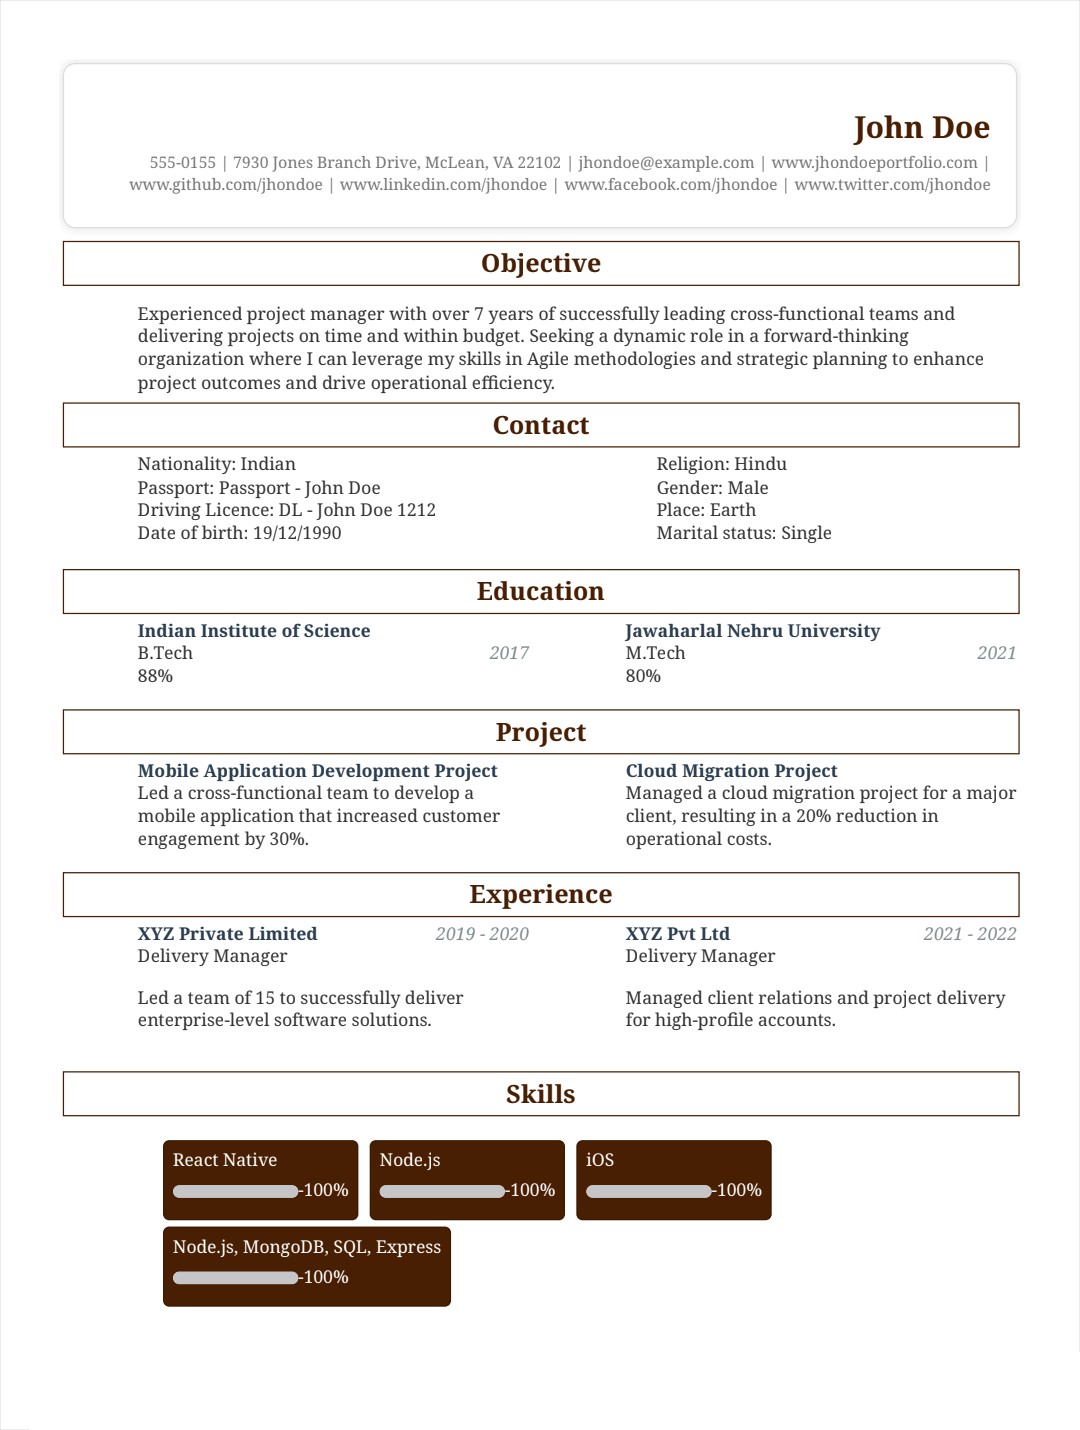 John Doe
555-0155 | 7930 Jones Branch Drive, McLean, VA 22102 | jhondoe@example.com | www.jhondoeportfolio.com |
www.github.com/jhondoe | www.linkedin.com/jhondoe | www.facebook.com/jhondoe | www.twitter.com/jhondoe
Objective
Experienced project manager with over 7 years of successfully leading cross-functional teams and
delivering projects on time and within budget. Seeking a dynamic role in a forward-thinking
organization where I can leverage my skills in Agile methodologies and strategic planning to enhance
project outcomes and drive operational efficiency.
Contact
Nationality: Indian
Passport: Passport - John Doe
Driving Licence: DL - John Doe 1212
Date of birth: 19/12/1990
Religion: Hindu
Gender: Male
Place: Earth
Marital status: Single
Education
Indian Institute of Science
B.Tech 2017
88%
Jawaharlal Nehru University
M.Tech 2021
80%
Project
Mobile Application Development Project
Led a cross-functional team to develop a
mobile application that increased customer
engagement by 30%.
Cloud Migration Project
Managed a cloud migration project for a major
client, resulting in a 20% reduction in
operational costs.
Experience
XYZ Private Limited 2019 - 2020
Delivery Manager
Led a team of 15 to successfully deliver
enterprise-level software solutions.
XYZ Pvt Ltd 2021 - 2022
Delivery Manager
Managed client relations and project delivery
for high-profile accounts.
Skills
React Native
-100%
Node.js
-100%
iOS
-100%
Node.js, MongoDB, SQL, Express
-100%